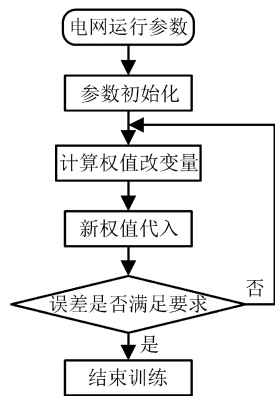 电网运行参数
参数初始化
计算权值改变量
新权值代入
误差是否满足要求
否
是
结束训练